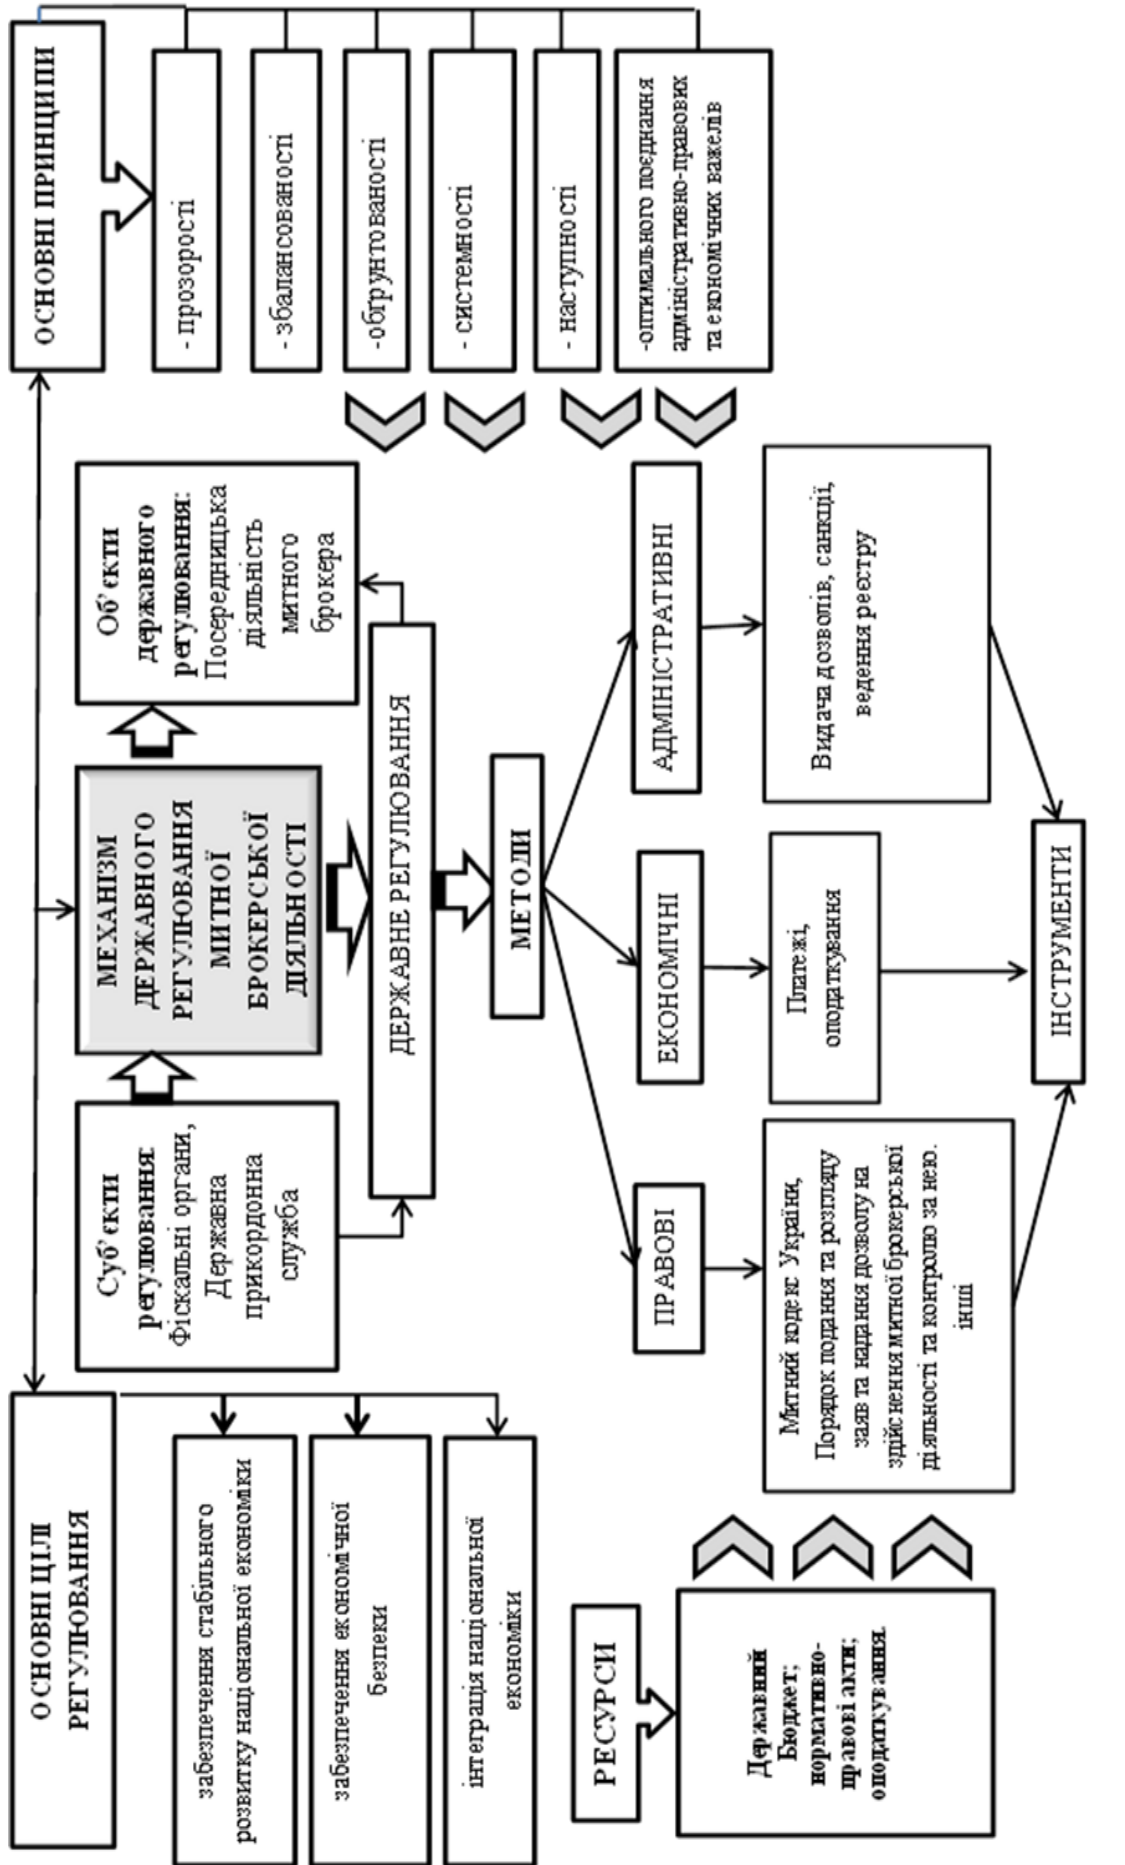 ОСНОВНІ ЦІЛІ
РЕГУЛЮВАННЯ
забезпечення стабільного
розвитку національної економіки
забезпечення економічної
безпеки
інтеграція національної
економіки
Суб’єкти
регулювання:
Фіскальні органи,
Державна
прикордонна
служба
МЕХАНІЗМ
ДЕРЖАВНОГО
РЕГУЛЮВАННЯ
МИТНОЇ
БРОКЕРСЬКОЇ
ДІЯЛЬНОСТІ
Об’єкти
державного
регулювання:
Посередницька
діяльність
митного
брокера
ОСНОВНІ ПРИНЦИПИ
- прозорості
- збалансованості
-обґрунтованості
- системності
- наступності
-оптимального поєднання
адміністративно-правових
та економічних важелів
ДЕРЖАВНЕ РЕГУЛЮВАННЯ
МЕТОДИ
ПРАВОВІ
ЕКОНОМІЧНІ
АДМІНІСТРАТИВНІ
РЕСУРСИ
Державний
Бюджет;
нормативно-
правові акти;
оподаткування.
Митний кодекс України,
Порядок подання та розгляду
заяв та надання дозволу на
здійснення митної брокерської
діяльності та контролю за нею.
інші
Платежі,
оподаткування
Видача дозволів, санкції,
ведення реєстру
ІНСТРУМЕНТИ